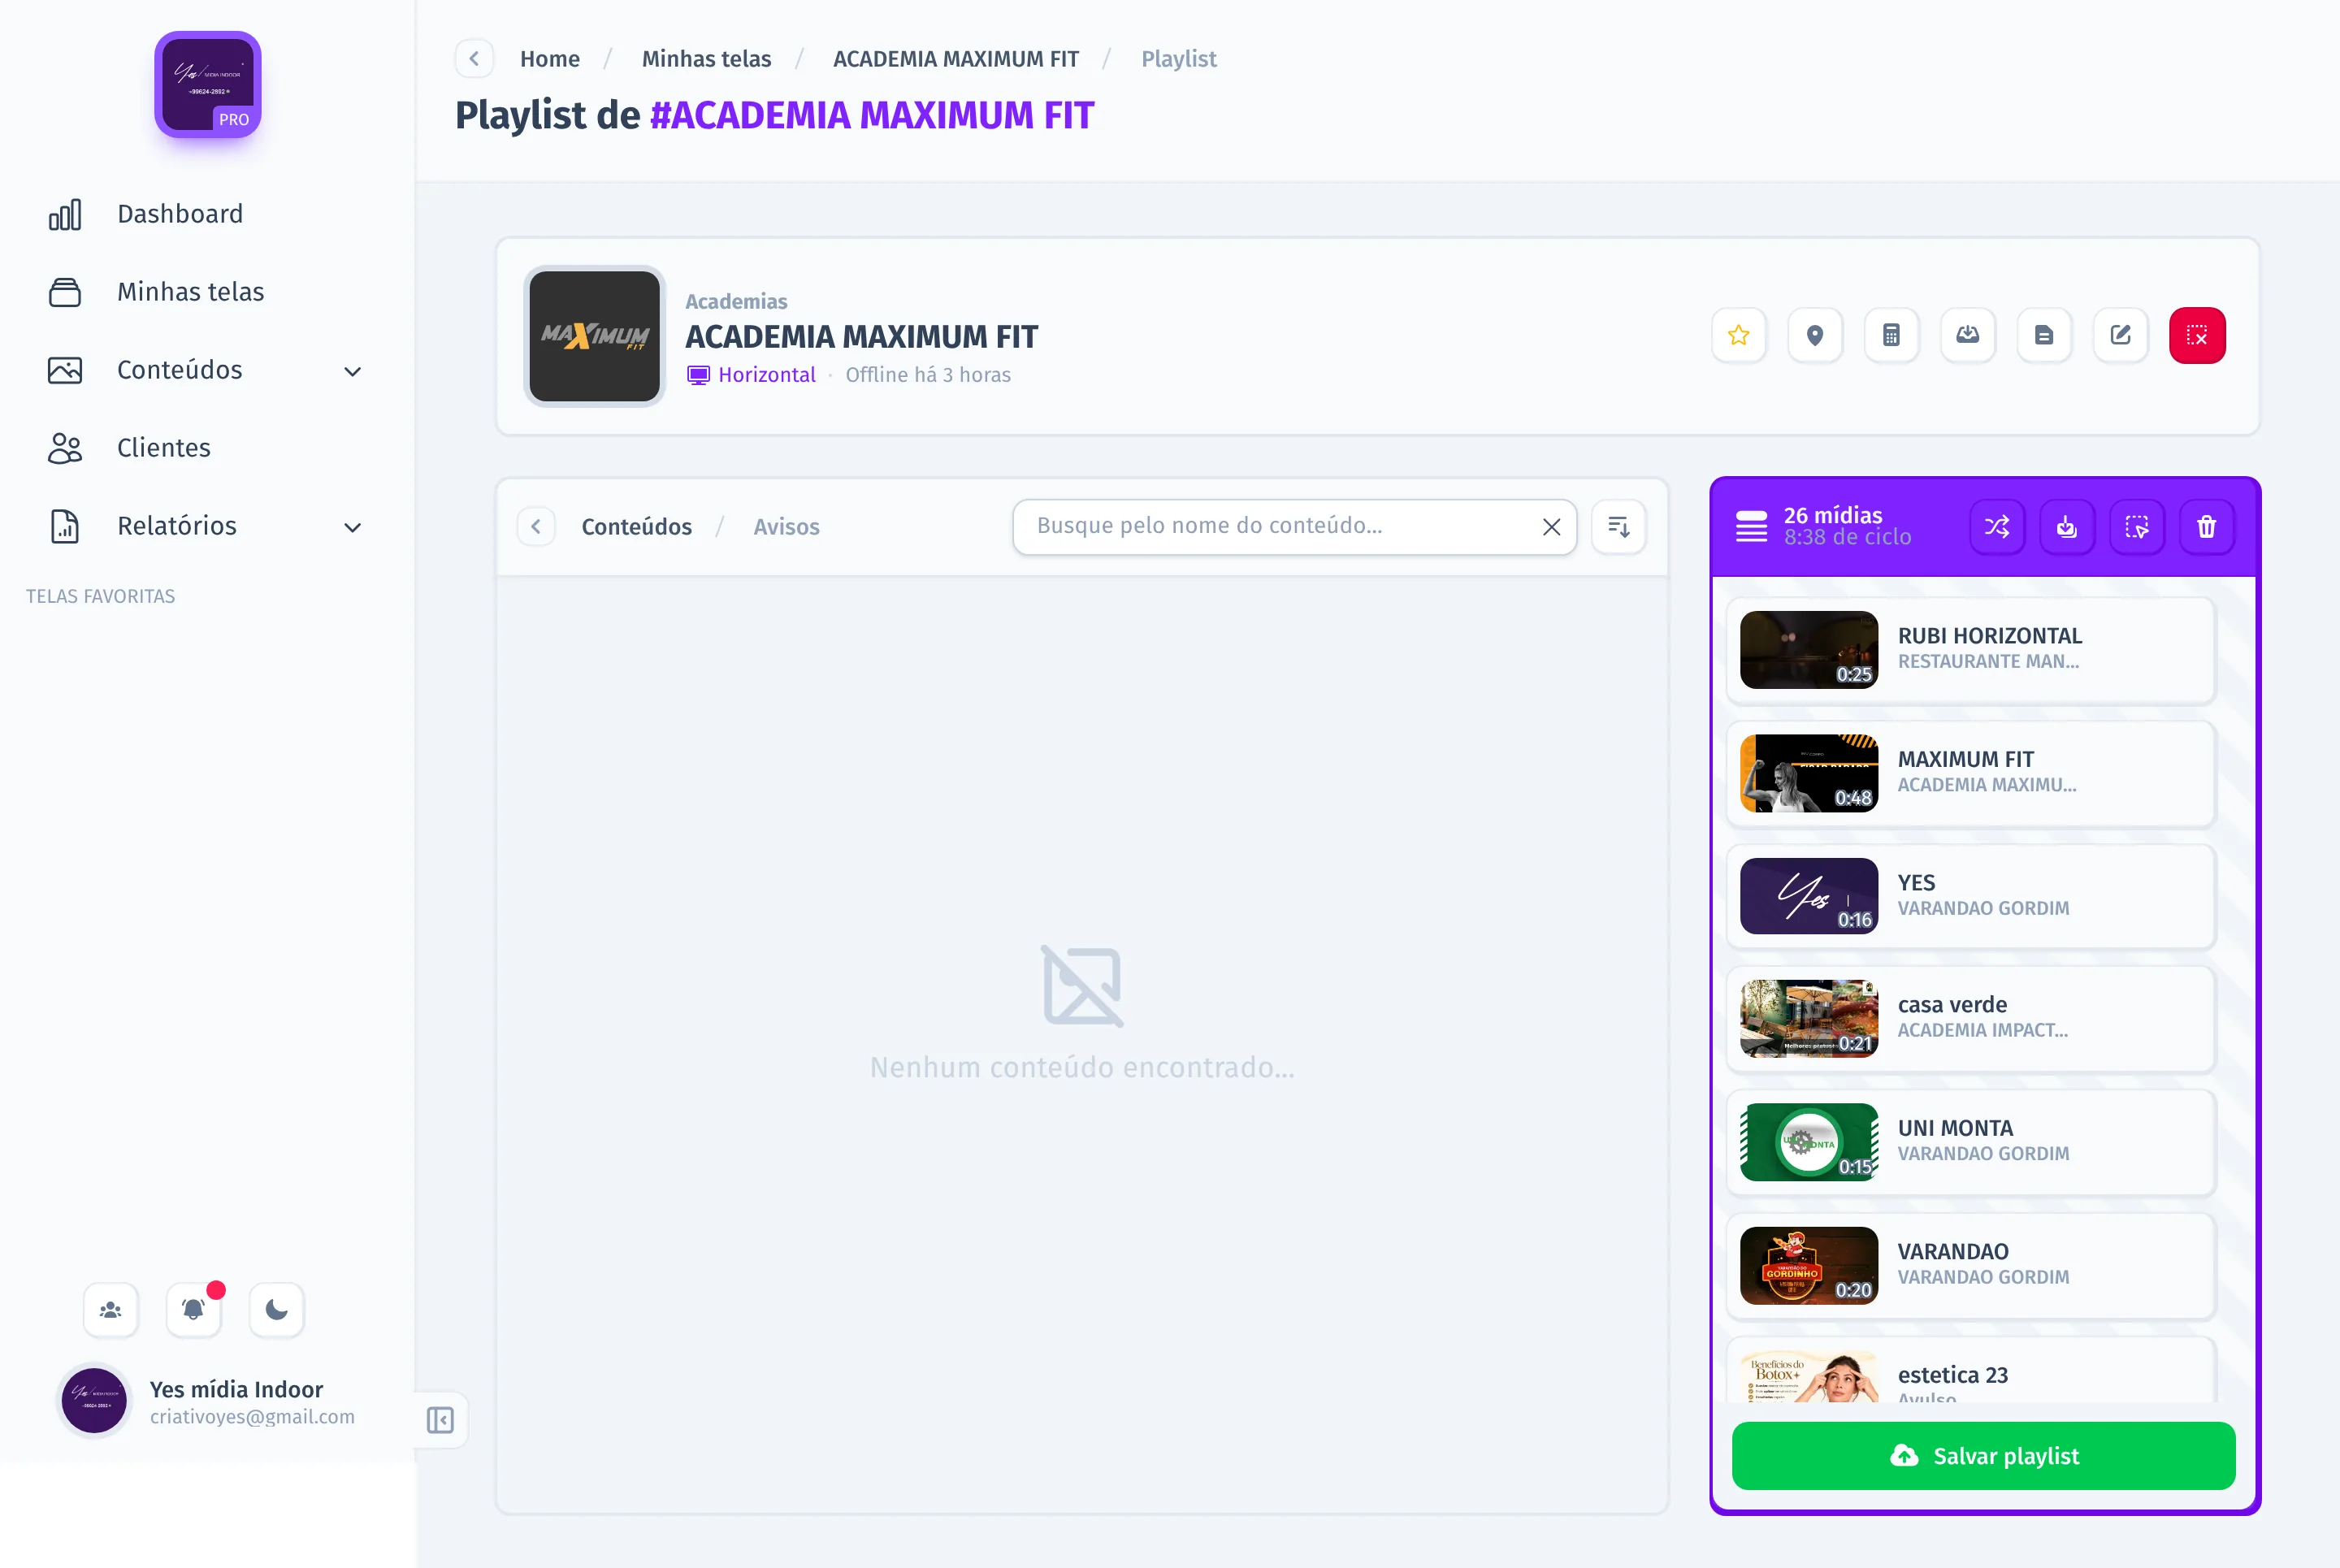 Yes/ MÍDIA INDOOR
PRO
Dashboard
Minhas telas
Conteúdos
Clientes
Relatórios
TELAS FAVORITAS
Yes mídia Indoor
criativoyes@gmail.com
Home / Minhas telas / ACADEMIA MAXIMUM FIT / Playlist
Playlist de #ACADEMIA MAXIMUM FIT
MAXIMUM
FIT
Academias
ACADEMIA MAXIMUM FIT
Horizontal · Offline há 3 horas
Conteúdos / Avisos
Busque pelo nome do conteúdo...
Nenhum conteúdo encontrado...
26 mídias
8:38 de ciclo
0:25
RUBI HORIZONTAL
RESTAURANTE MAN...
0:48
MAXIMUM FIT
ACADEMIA MAXIMU...
Yes
0:16
YES
VARANDAO GORDIM
0:21
casa verde
ACADEMIA IMPACT...
0:15
UNI MONTA
VARANDAO GORDIM
GORDINHO
0:20
VARANDAO
VARANDAO GORDIM
Benefícios do
Botox+
estetica 23
Avulso
Salvar playlist